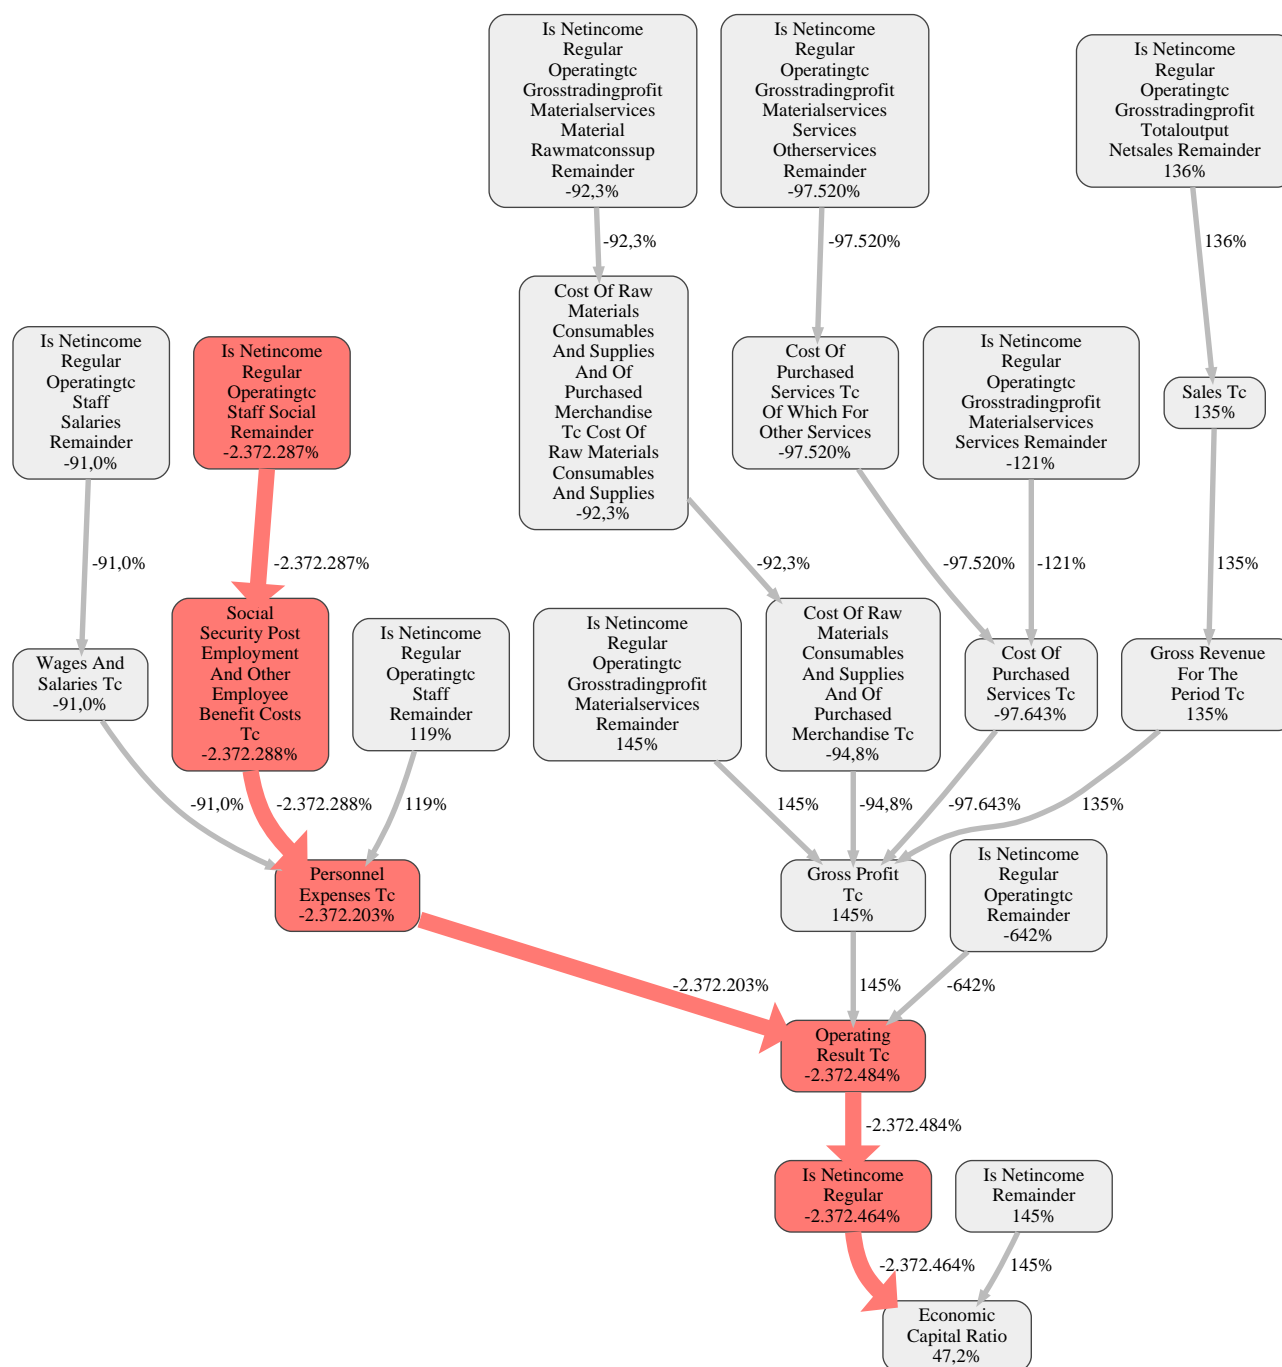 Is Netincome
Regular
Operatingtc
Grosstradingprofit
Materialservices
Material
Rawmatconssup
Remainder
-92,3%
Is Netincome
Regular
Operatingtc
Grosstradingprofit
Materialservices
Services
Otherservices
Remainder
-97.520%
Is Netincome
Regular
Operatingtc
Grosstradingprofit
Totaloutput
Netsales Remainder
136%
-92,3%
-97.520%
136%
Is Netincome
Regular
Operatingtc
Staff
Salaries
Remainder
-91,0%
Is Netincome
Regular
Operatingtc
Staff Social
Remainder
-2.372.287%
Cost Of Raw
Materials
Consumables
And Supplies
And Of
Purchased
Merchandise
Tc Cost Of
Raw Materials
Consumables
And Supplies
-92,3%
Cost Of
Purchased
Services Tc
Of Which For
Other Services
-97.520%
Is Netincome
Regular
Operatingtc
Grosstradingprofit
Materialservices
Services Remainder
-121%
Sales Tc
135%
-91,0%
-2.372.287%
-92,3%
-97.520%
-121%
135%
Wages And
Salaries Tc
-91,0%
Social
Security Post
Employment
And Other
Employee
Benefit Costs
Tc
-2.372.288%
Is Netincome
Regular
Operatingtc
Staff
Remainder
119%
Is Netincome
Regular
Operatingtc
Grosstradingprofit
Materialservices
Remainder
145%
Cost Of Raw
Materials
Consumables
And Supplies
And Of
Purchased
Merchandise Tc
-94,8%
Cost Of
Purchased
Services Tc
-97.643%
Gross Revenue
For The
Period Tc
135%
-91,0%
-2.372.288%
119%
145%
-94,8%
-97.643%
135%
Personnel
Expenses Tc
-2.372.203%
Gross Profit
Tc
145%
Is Netincome
Regular
Operatingtc
Remainder
-642%
-2.372.203%
145%
-642%
Operating
Result Tc
-2.372.484%
-2.372.484%
Is Netincome
Regular
-2.372.464%
Is Netincome
Remainder
145%
-2.372.464%
145%
Economic
Capital Ratio
47,2%